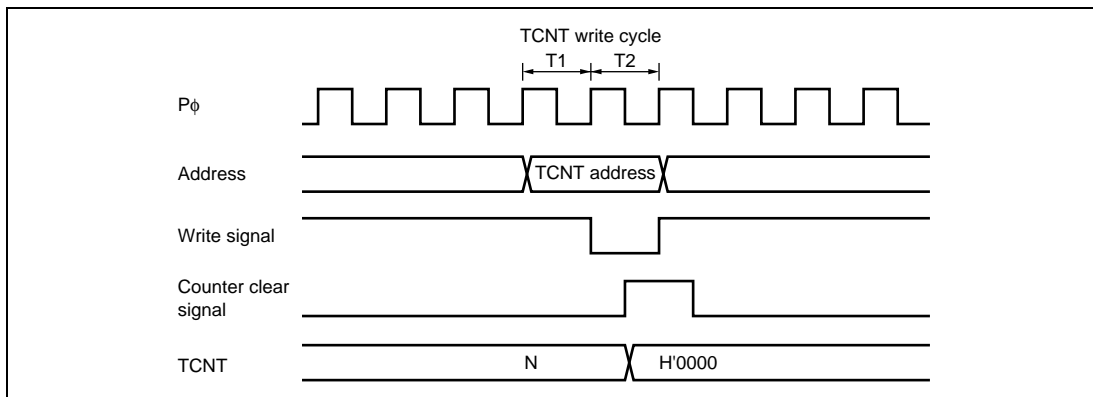 TCNT write cycle
T1 T2
Pϕ
Address
TCNT address
Write signal
Counter clear
signal
TCNT
N
H'0000